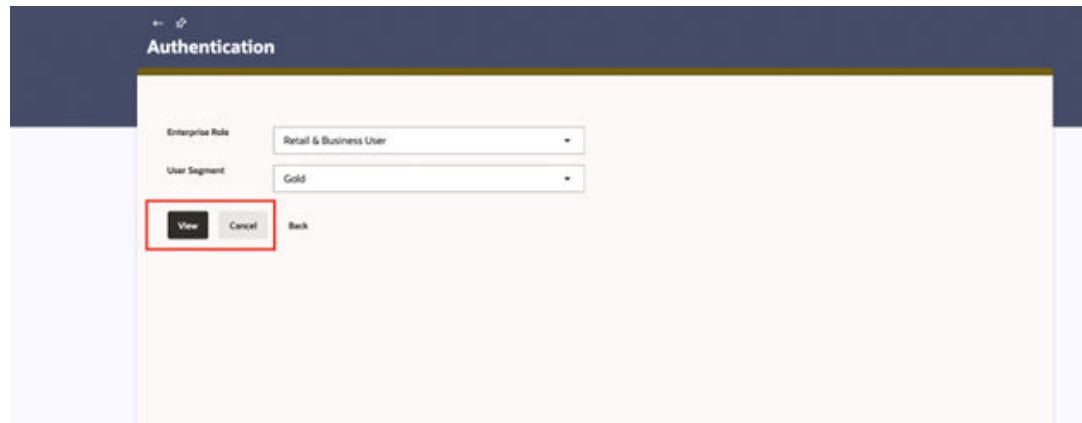 Authentication
Enterprise Role
Retail & Business User
User Segment
Gold
View Cancel Back